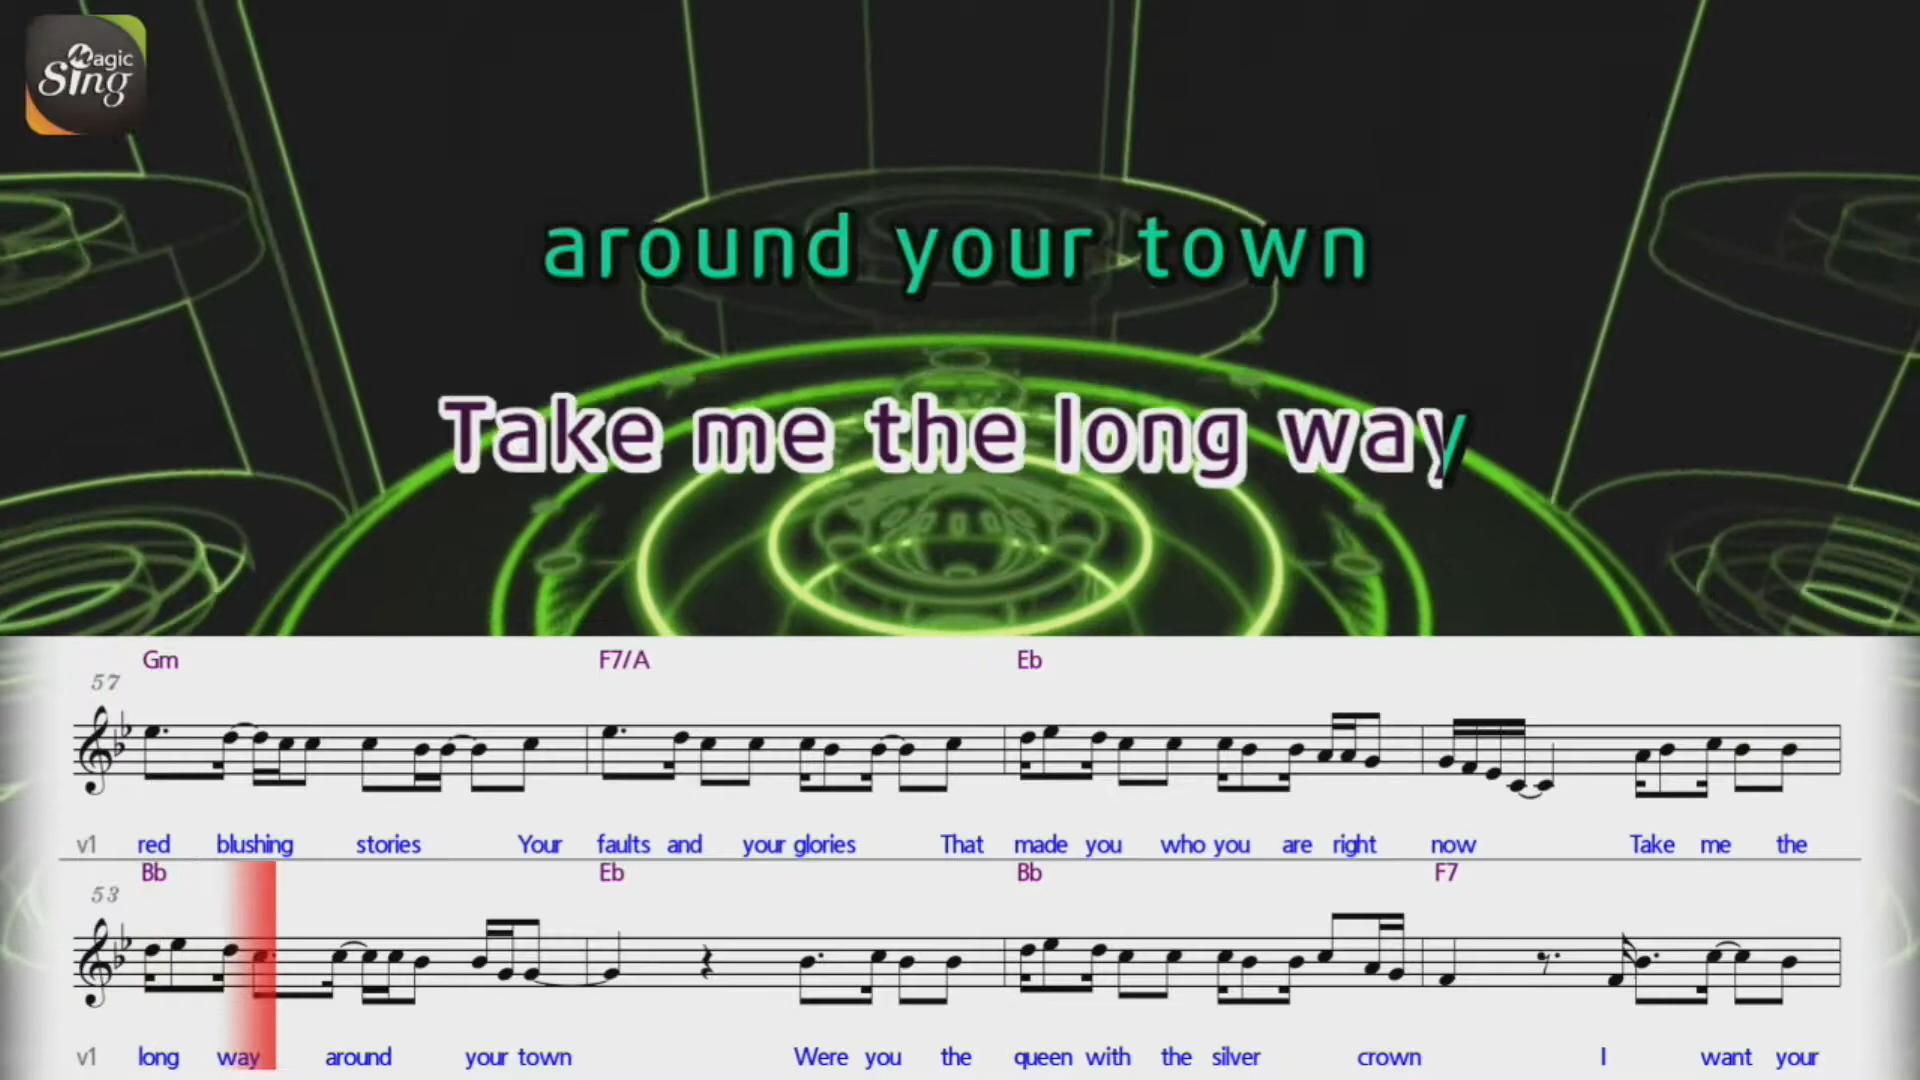 Magic
Sing
around your town
Take me the long way
Gm F7/A Eb
57
v1 red blushing stories Your faults and your glories That made you who you are right now Take me the
Bb Eb Bb F7
53
v1 long way around your town Were you the queen with the silver crown I want your